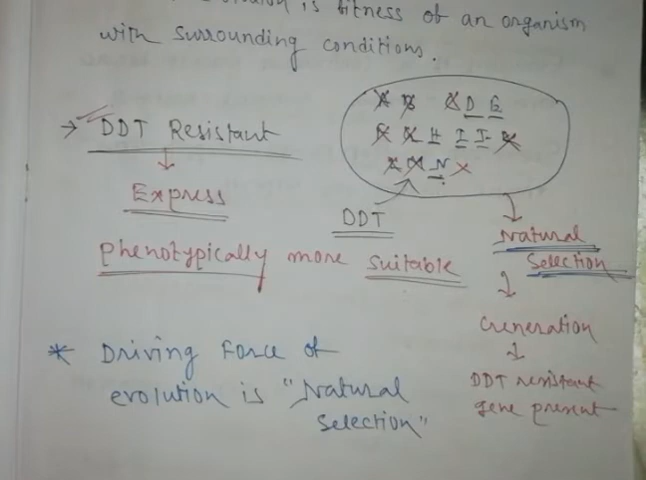 is fitness of an organism
with surrounding conditions.
→ DDT Resistant
↓
Express
phenotypically more suitable
D E
H I J
N
DDT
↓
Natural
Selection
↓
Generation
↓
DDT resistant
gene present
* Driving Force of
evolution is "Natural
Selection"